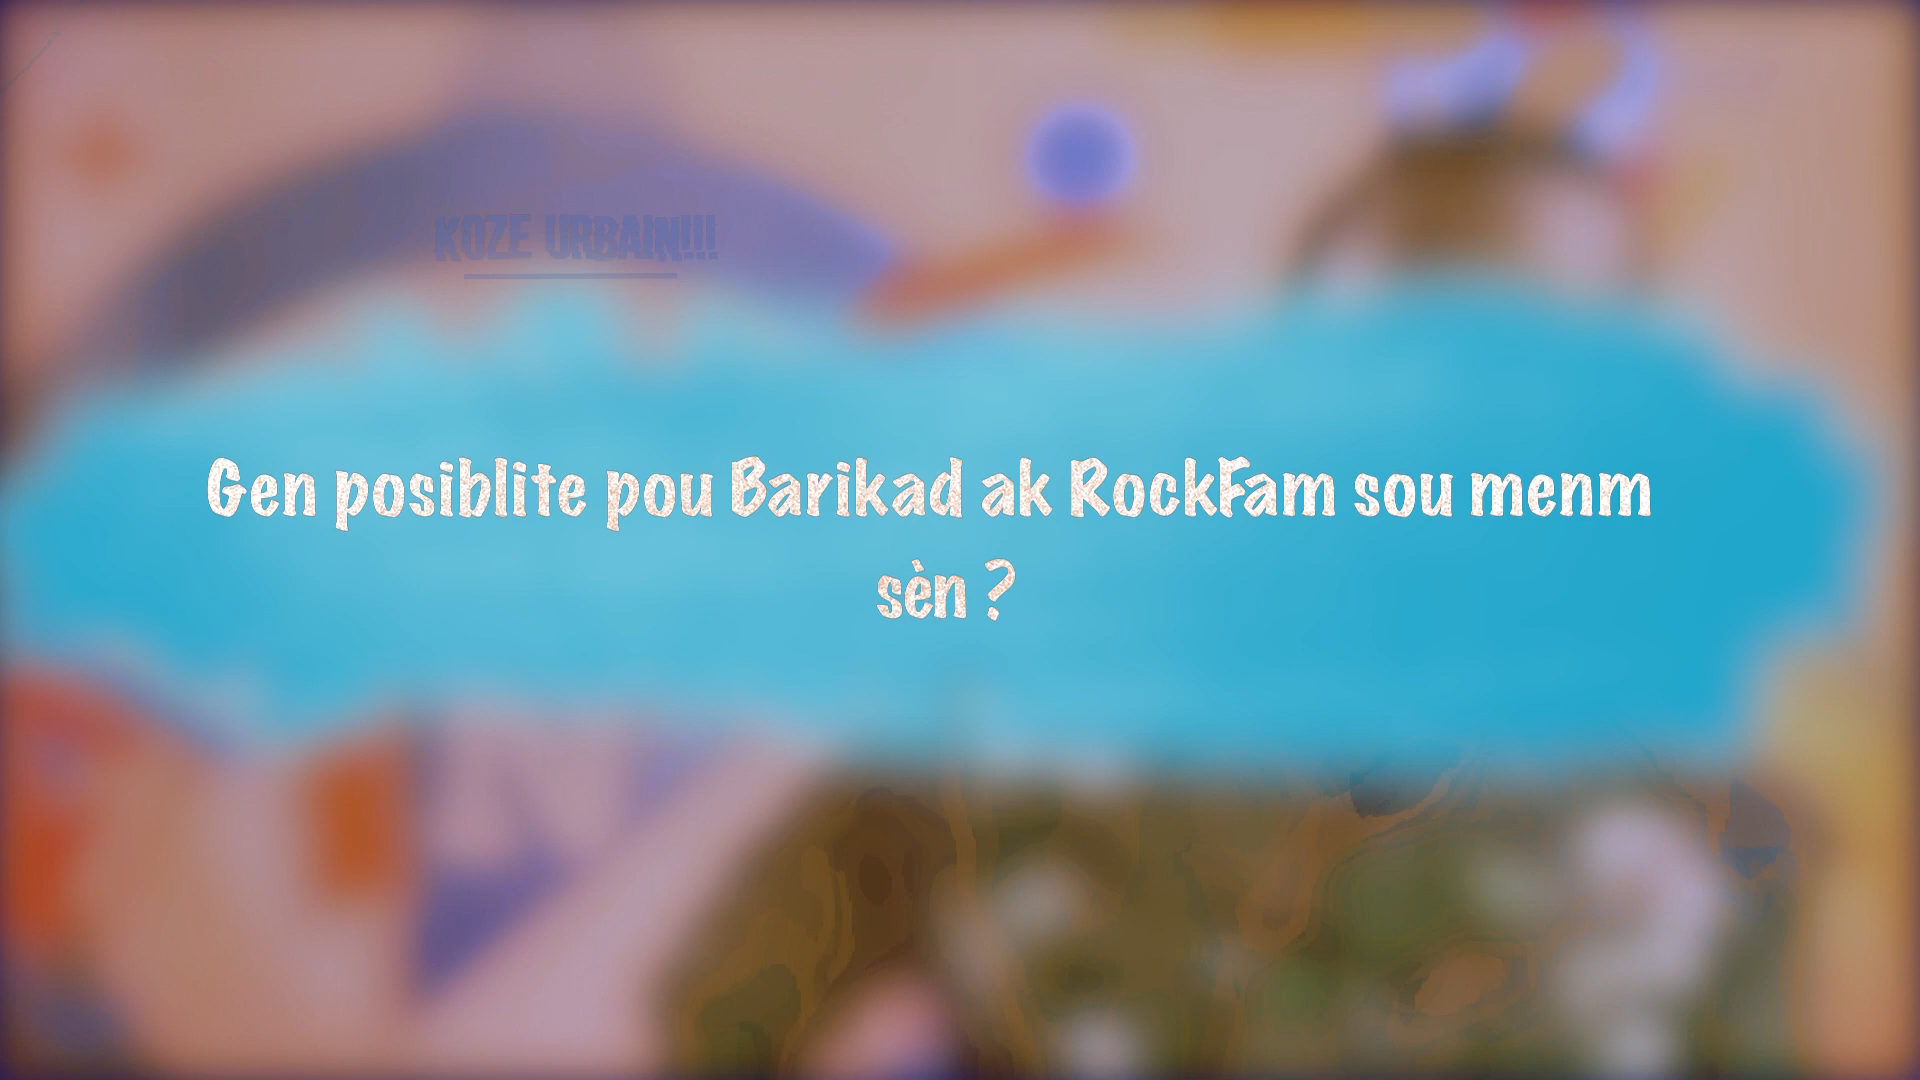 KOZE URBAIN!!!
Gen posiblite pou Barikad ak RockFam sou menm
sèn ?